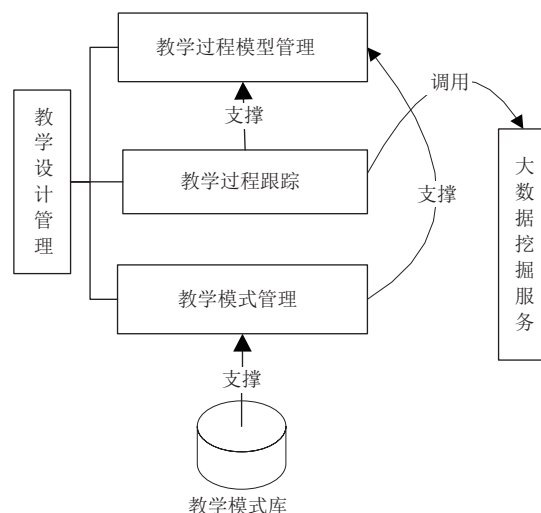 教学过程模型管理
调用
支撑
教学设计管理
教学过程跟踪
支撑
大数据挖掘服务
教学模式管理
支撑
教学模式库